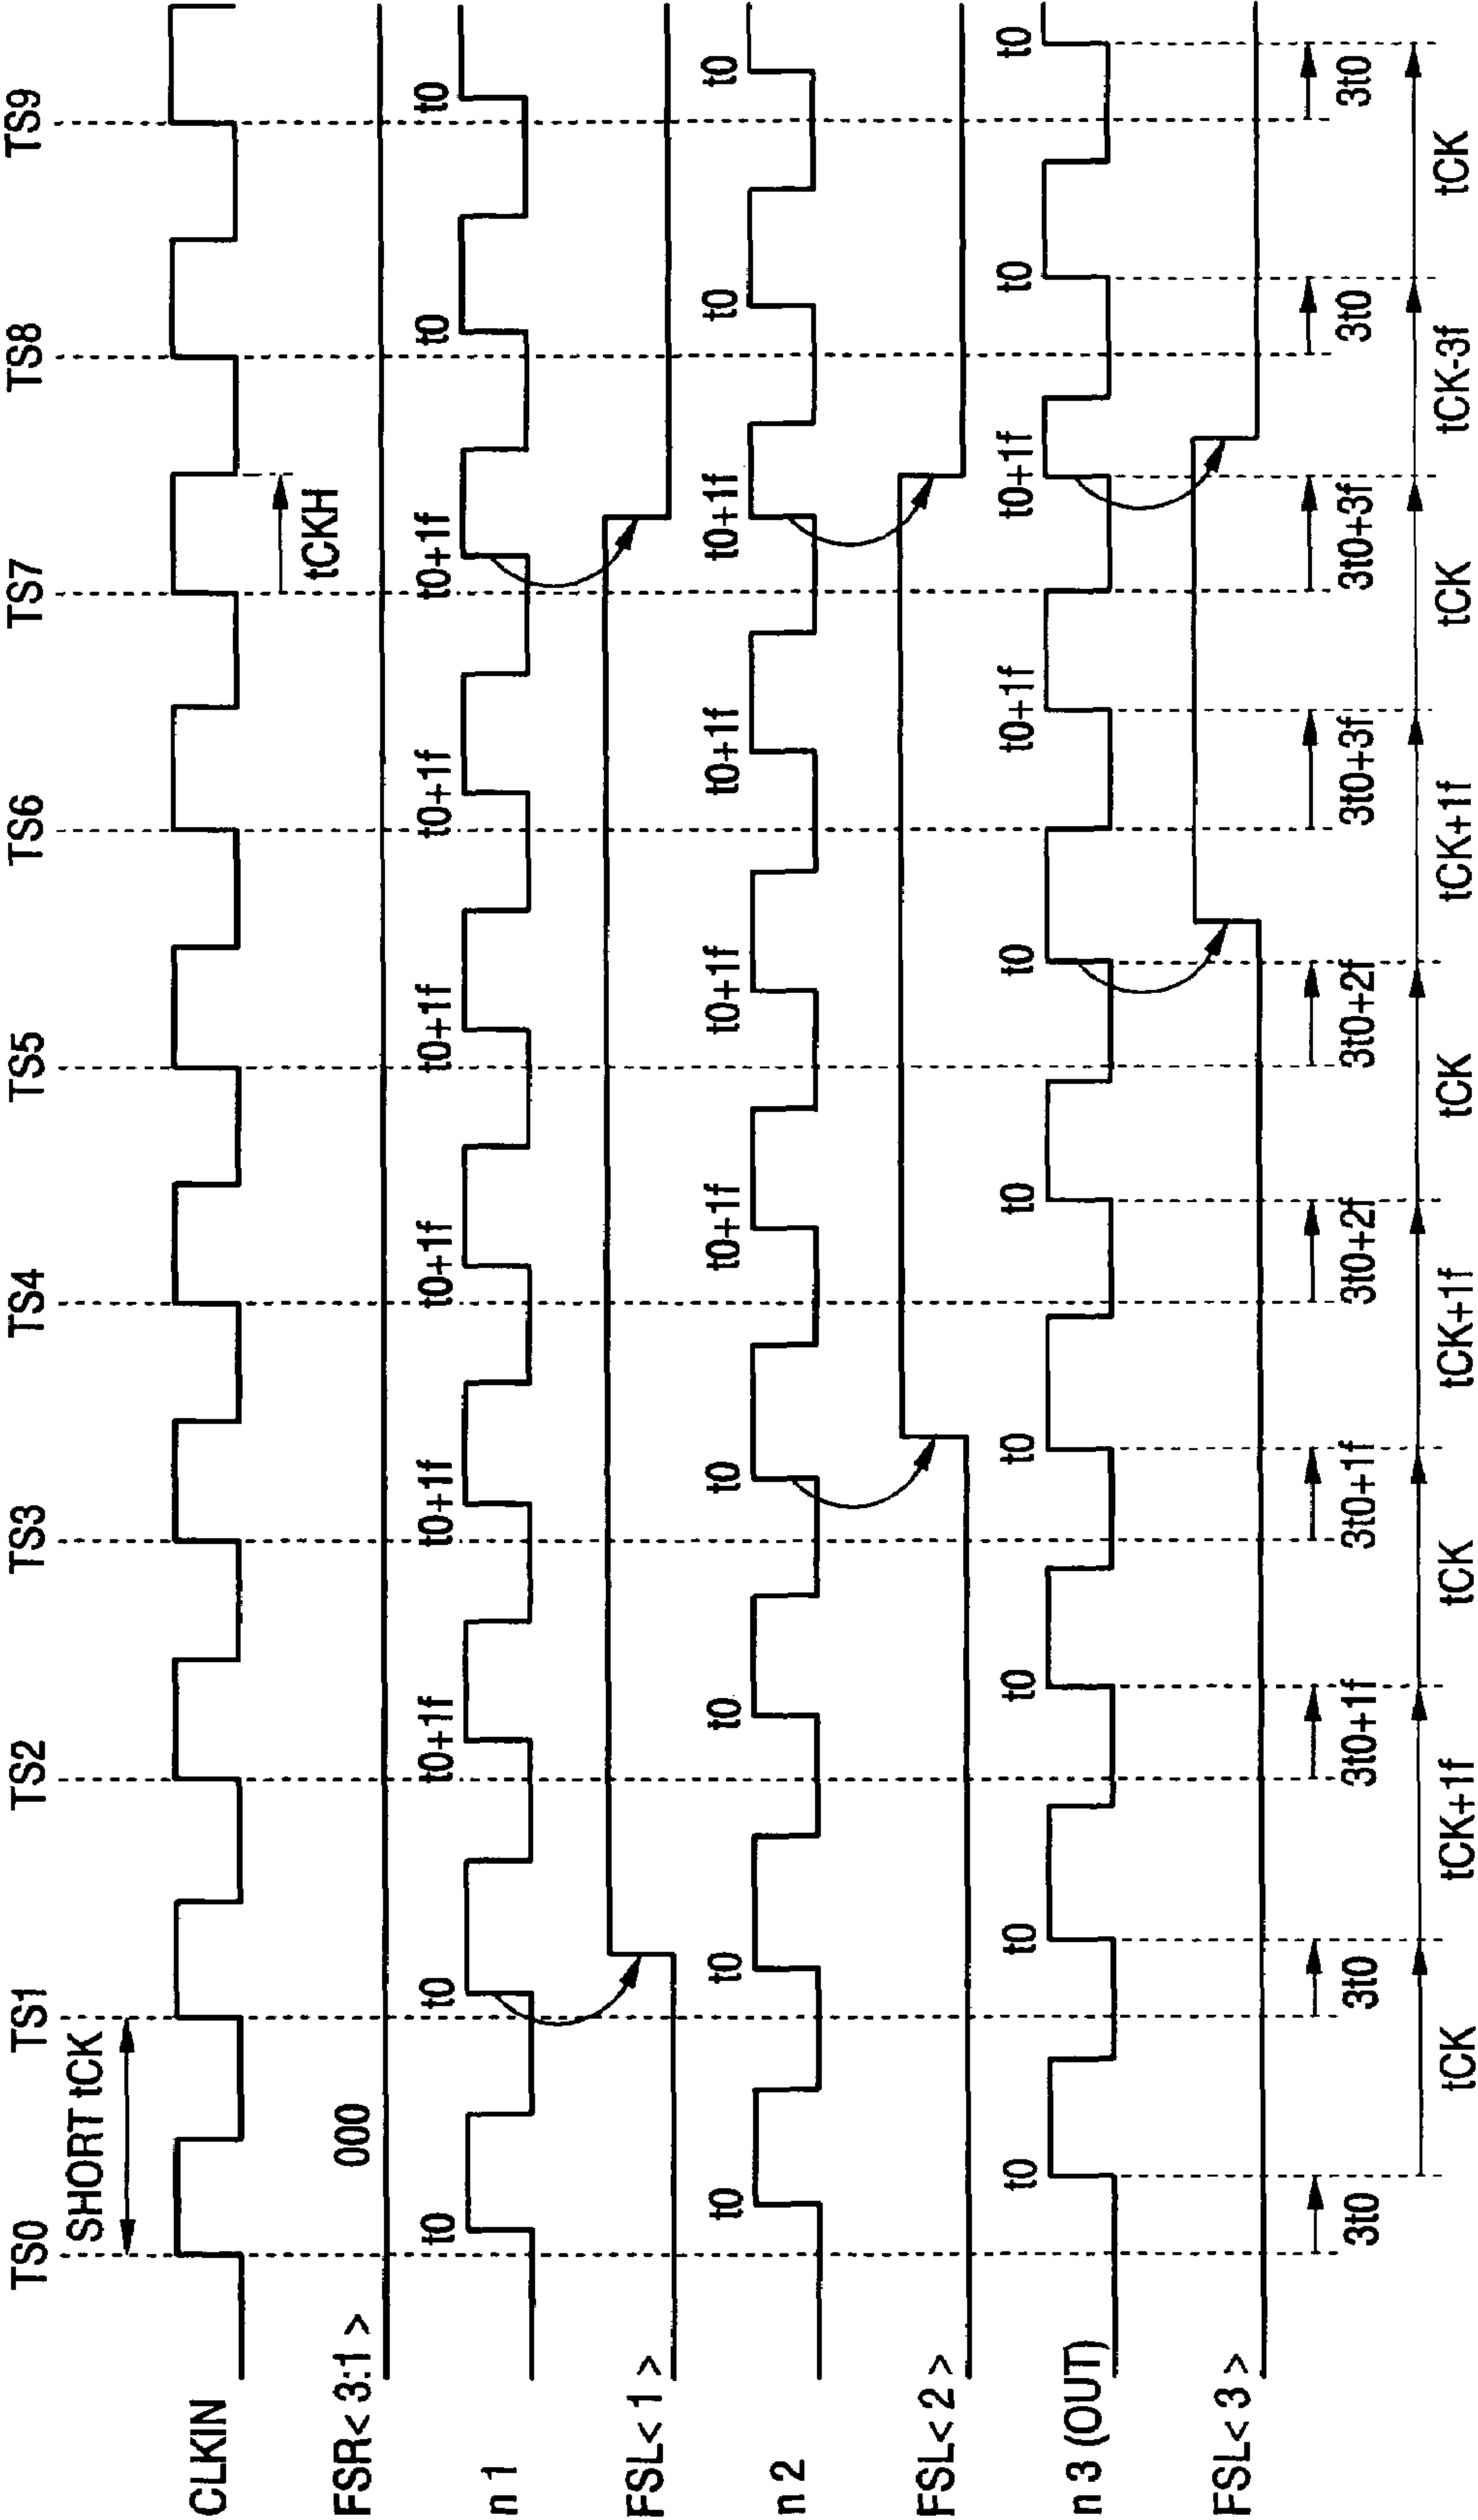 TS0 TS1 TS2 TS3 TS4 TS5 TS6 TS7 TS8 TS9
SHORT tCK
CLKIN
tCKH
FSR< 3:1 > 000
t0 t0 t0+1f t0+1f t0+1f t0+1f t0+1f t0+1f t0 t0
n 1
FSL< 1 >
t0 t0 t0 t0 t0+1f t0+1f t0+1f t0+1f t0 t0
n 2
FSL< 2 >
t0 t0 t0 t0 t0 t0 t0+1f t0+1f t0 t0
n 3 (OUT)
FSL< 3 >
3t0 3t0 3t0+1f 3t0+1f 3t0+2f 3t0+2f 3t0+3f 3t0+3f 3t0 3t0
tCK tCK+1f tCK tCK+1f tCK tCK+1f tCK tCK-3f tCK